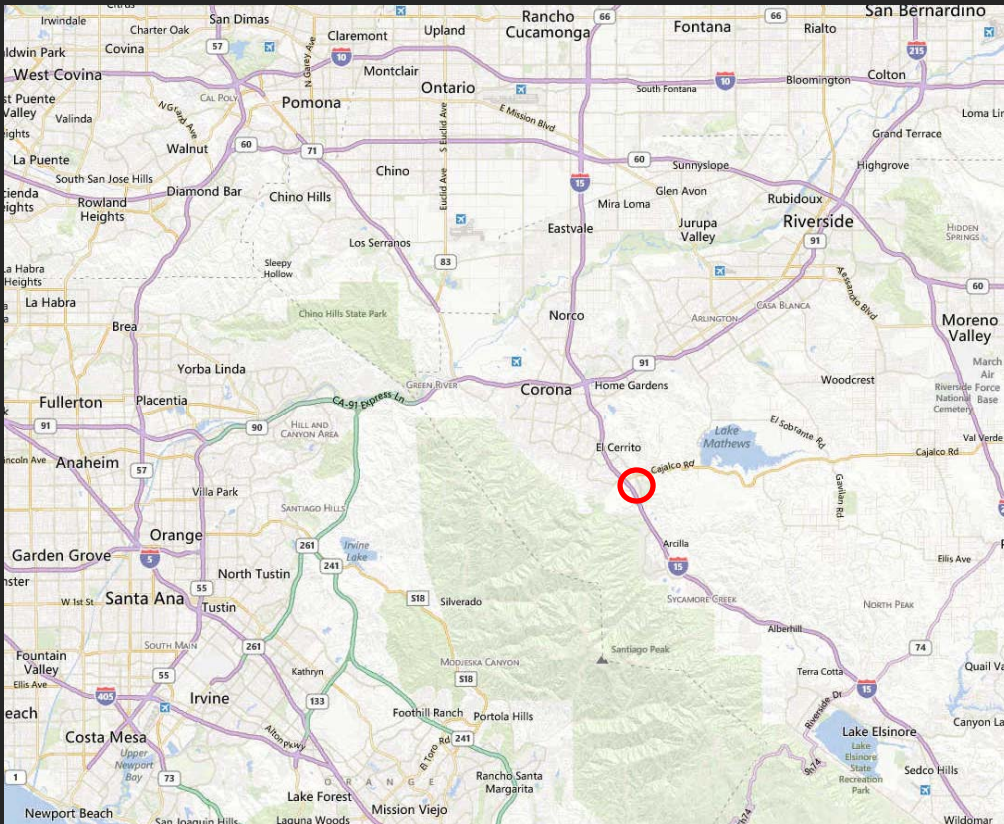 Citrus
Irwindale
San Dimas
Charter Oak
Covina
57
West Covina
Valinda
Walnut
La Puente
South San Jose Hills
Rowland
Heights
Diamond Bar
CAL POLY
N Grand Ave
N Garey Ave
Claremont
10
Montclair
Upland
Pomona
Ontario
60
71
Chino
Chino Hills
S Euclid Ave
Euclid Ave
E Mission Blvd
Rancho
Cucamonga
66
Fontana
66
Rialto
San Bernardino
215
10
South Fontana
Bloomington
Colton
Grand Terrace
Highgrove
60
Sunnyslope
15
Glen Avon
Mira Loma
Rubidoux
Riverside
Jurupa
Valley
Eastvale
91
HIDDEN
SPRINGS
Los Serranos
Sleepy
Hollow
83
La Habra
Heights
La Habra
Brea
Chino Hills State Park
Norco
ARLINGTON
CASA BLANCA
Alessandro Blvd
60
Moreno
Valley
March
Air
Force
Base
Riverside
National
Cemetery
Woodcrest
Yorba Linda
GREEN RIVER
Corona
91
Home Gardens
Fullerton
Placentia
CA-91 Express Ln
91
90
HILL AND
CANYON AREA
El Cerrito
Lake
Mathews
El Sobrante Rd
Val Verde
Cajalco Rd
Cajalco Rd
Gavilan Rd
Lincoln Ave
Anaheim
57
Villa Park
SANTIAGO HILLS
Orange
261
241
Irvine
Lake
Garden Grove
5
North Tustin
Arcilla
15
Ellis Ave
W 1st St
Santa Ana
55
Tustin
S18
Silverado
SYCAMORE CREEK
NORTH PEAK
Alberhill
SOUTH MAIN
261
MODJESKA CANYON
Santiago Peak
74
Fountain
Valley
Ellis Ave
55
Kathryn
S18
Terra Cotta
15
405
Irvine
133
Foothill Ranch
Portola Hills
Riverside Dr
Costa Mesa
Alton Pkwy
El Toro Rd
241
Lake Elsinore
Lake
Elsinore
State
Recreation
Park
Canyon La
Upper
Newport
Bay
Sh74
Sedco Hills
1
73
ORANGE
Rancho Santa
Margarita
Lake Forest
Newport Beach
San Joaquin Hills
Laguna Woods
Mission Viejo
Sh74
Wildomar